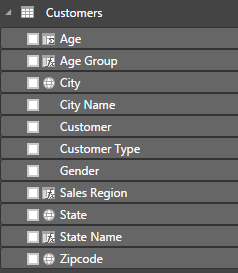 Customers
Age
Age Group
City
City Name
Customer
Customer Type
Gender
Sales Region
State
State Name
Zipcode